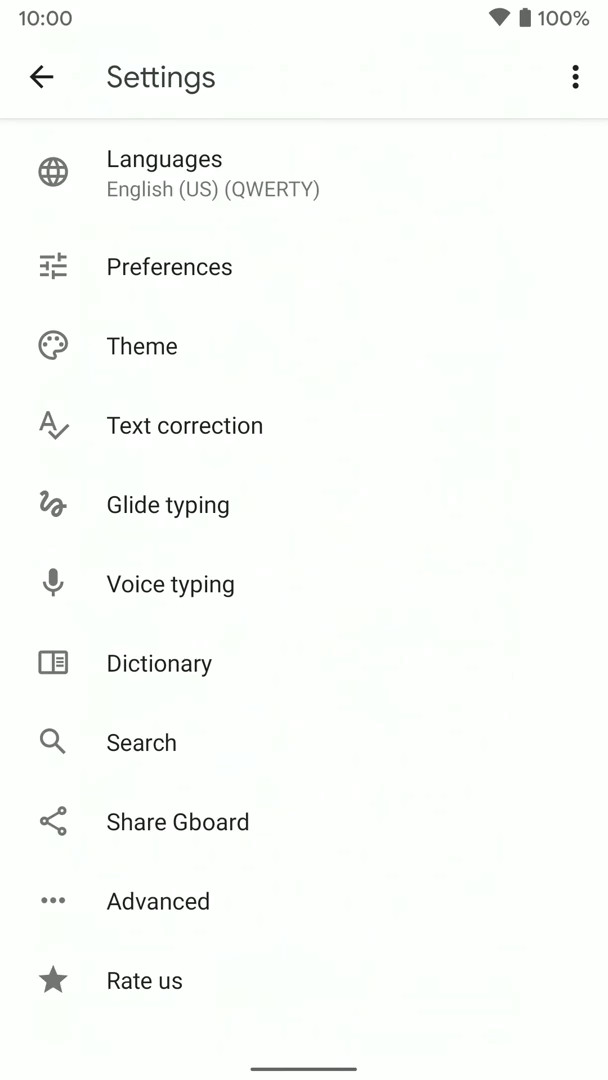 10:00
100%
Settings
Languages
English (US) (QWERTY)
Preferences
Theme
Text correction
Glide typing
Voice typing
Dictionary
Search
Share Gboard
Advanced
Rate us